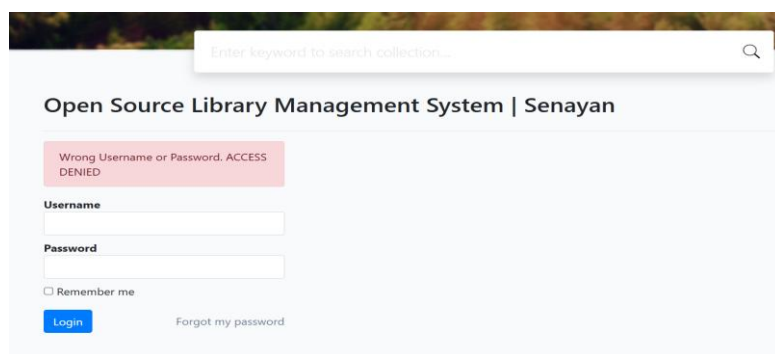 Enter keyword to search collection...
Open Source Library Management System | Senayan
Wrong Username or Password. ACCESS
DENIED
Username
Password
Remember me
Login Forgot my password